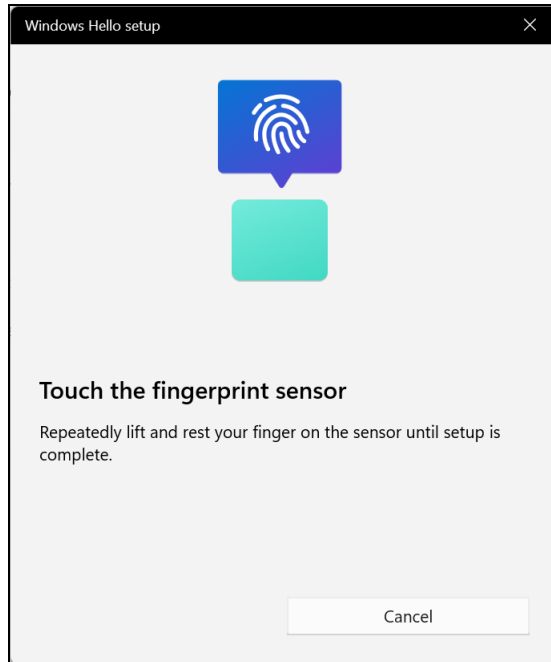 Windows Hello setup
Touch the fingerprint sensor
Repeatedly lift and rest your finger on the sensor until setup is
complete.
Cancel